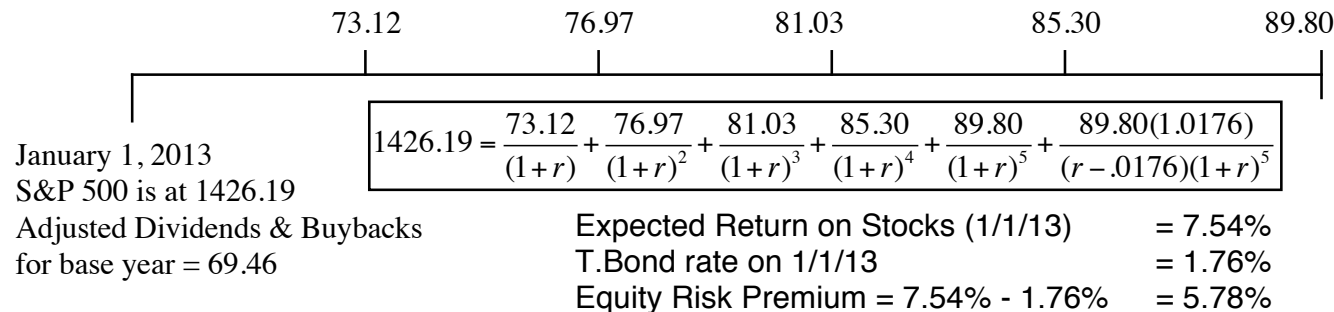 73.12 76.97 81.03 85.30 89.80
1426.19 = 73.12/(1+r) + 76.97/(1+r)^2 + 81.03/(1+r)^3 + 85.30/(1+r)^4 + 89.80/(1+r)^5 + 89.80(1.0176)/((r−.0176)(1+r)^5)
January 1, 2013
S&P 500 is at 1426.19
Adjusted Dividends & Buybacks
for base year = 69.46
Expected Return on Stocks (1/1/13) = 7.54%
T.Bond rate on 1/1/13 = 1.76%
Equity Risk Premium = 7.54% - 1.76% = 5.78%